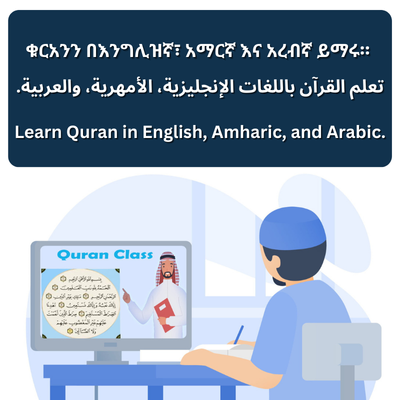 ቁርአንን በእንግሊዝኛ፣ አማርኛ እና አረብኛ ይማሩ።
تعلم القرآن باللغات الإنجليزية، الأمهرية، والعربية.
Learn Quran in English, Amharic, and Arabic.
Quran Class